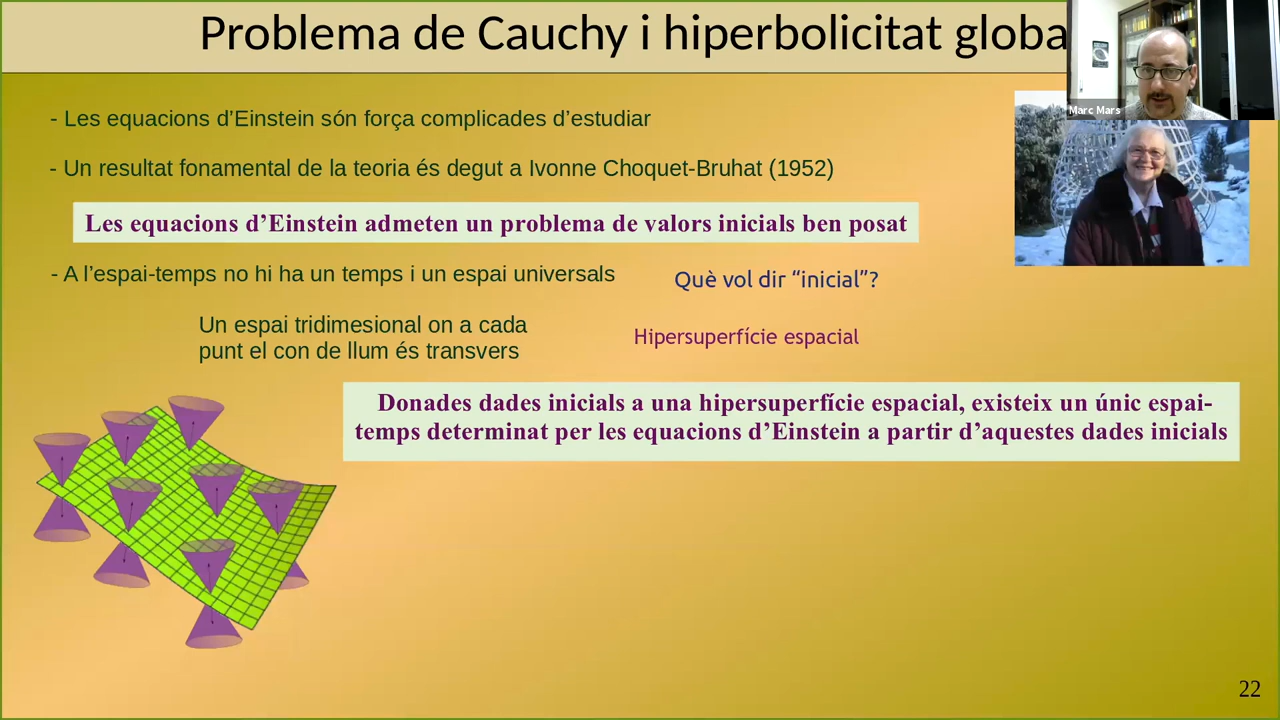 Problema de Cauchy i hiperbolicitat globa
Marc Mars
- Les equacions d’Einstein són força complicades d’estudiar
- Un resultat fonamental de la teoria és degut a Ivonne Choquet-Bruhat (1952)
Les equacions d’Einstein admeten un problema de valors inicials ben posat
- A l’espai-temps no hi ha un temps i un espai universals
Què vol dir “inicial”?
Un espai tridimesional on a cada
punt el con de llum és transvers
Hipersuperfície espacial
Donades dades inicials a una hipersuperfície espacial, existeix un únic espai-
temps determinat per les equacions d’Einstein a partir d’aquestes dades inicials
22